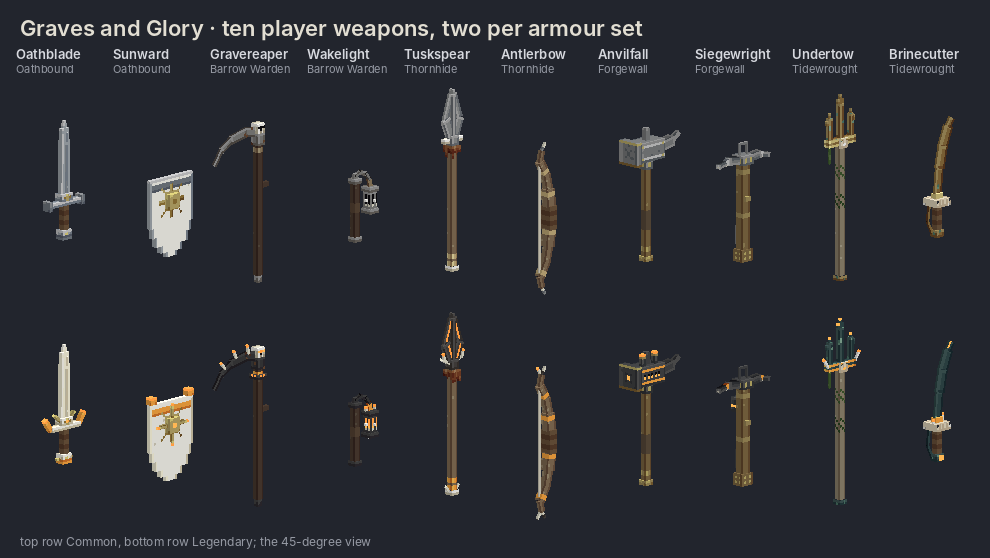 Graves and Glory · ten player weapons, two per armour set
Oathblade Sunward Gravereaper Wakelight Tuskspear Antlerbow Anvilfall Siegewright Undertow Brinecutter
Oathbound Oathbound Barrow Warden Barrow Warden Thornhide Thornhide Forgewall Forgewall Tidewrought Tidewrought
top row Common, bottom row Legendary; the 45-degree view